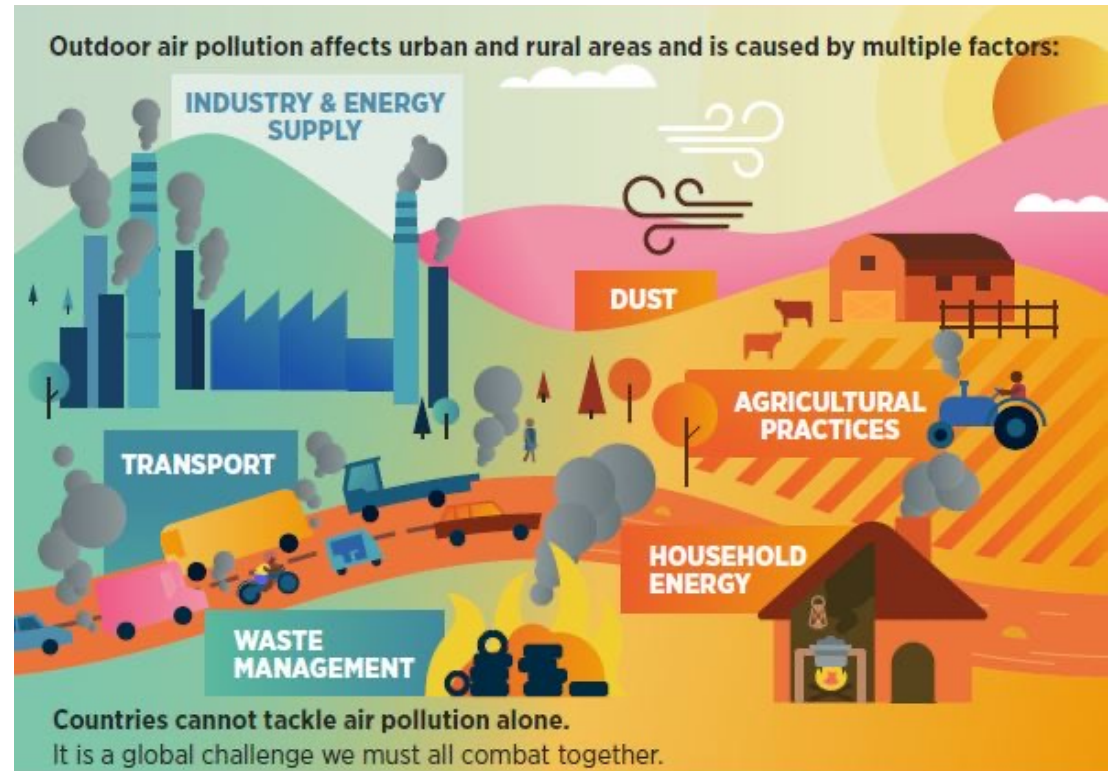 Outdoor air pollution affects urban and rural areas and is caused by multiple factors:
INDUSTRY & ENERGY
SUPPLY
DUST
AGRICULTURAL
PRACTICES
TRANSPORT
HOUSEHOLD
ENERGY
WASTE
MANAGEMENT
Countries cannot tackle air pollution alone.
It is a global challenge we must all combat together.